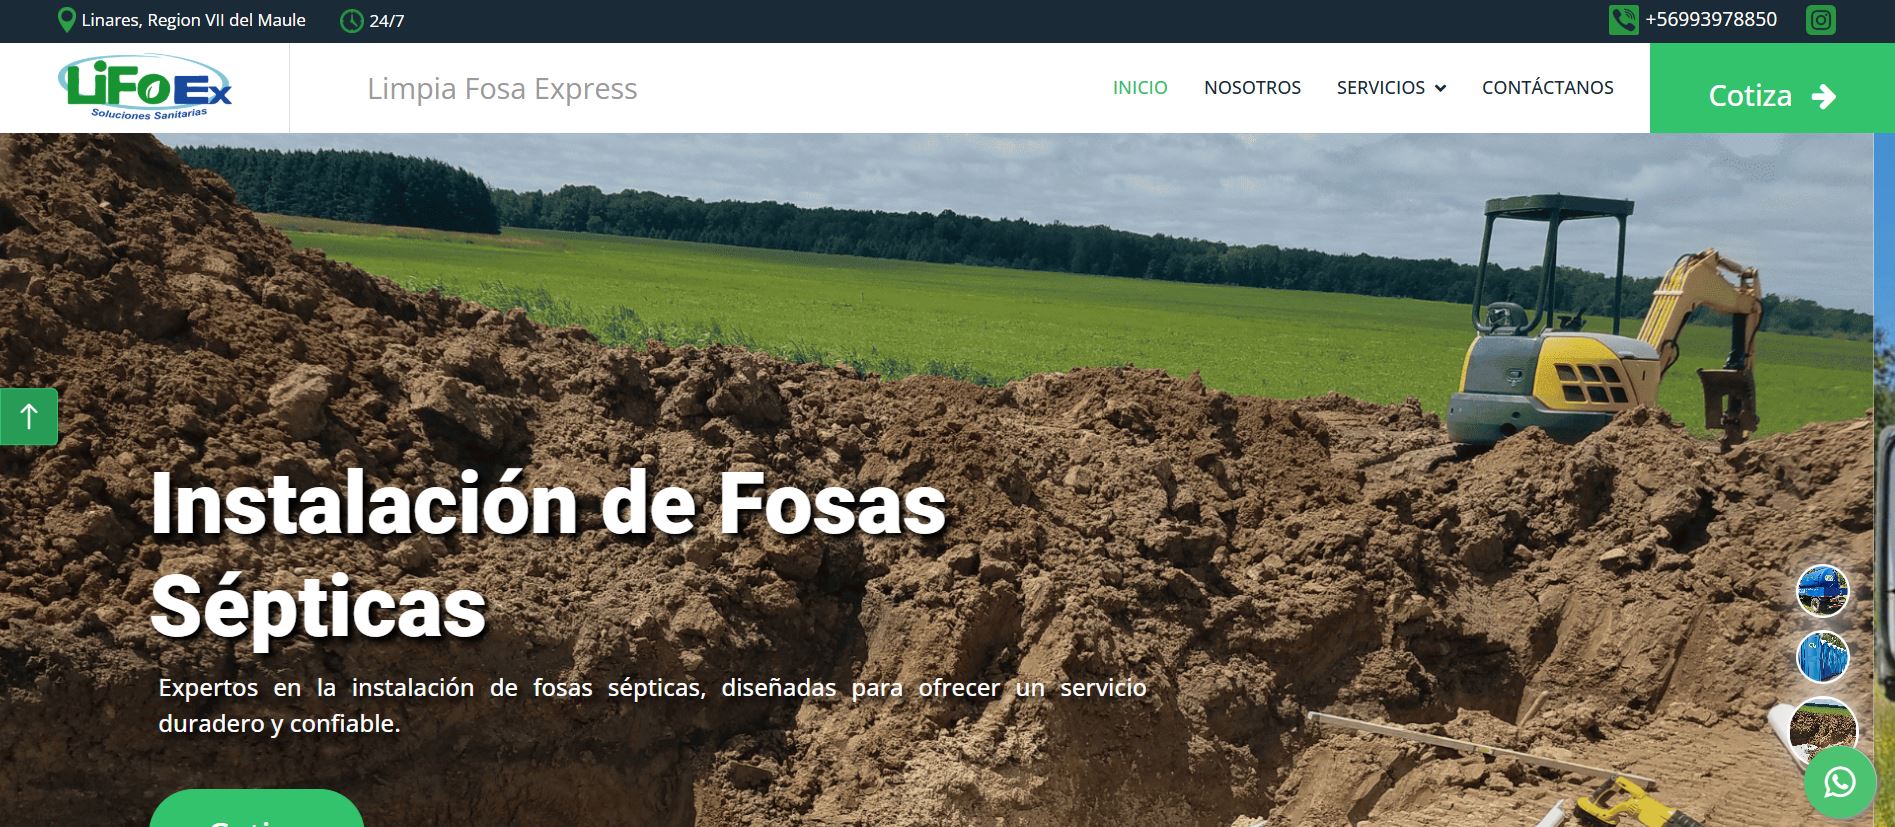 Linares, Region VII del Maule
24/7
+56993978850
LiFoEx
Soluciones Sanitarias
Limpia Fosa Express
INICIO
NOSOTROS
SERVICIOS
CONTÁCTANOS
Cotiza
Instalación de Fosas
Sépticas
Expertos en la instalación de fosas sépticas, diseñadas para ofrecer un servicio
duradero y confiable.